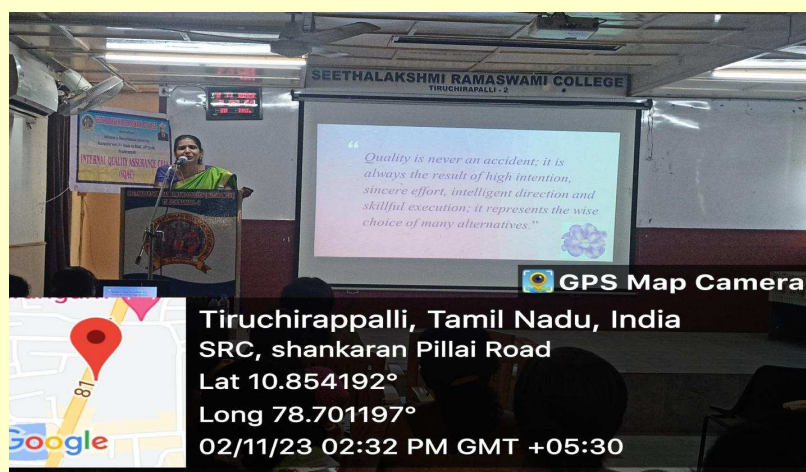 SEETHALAKSHMI RAMASWAMI COLLEGE
TIRUCHIRAPALLI - 2
INTERNAL QUALITY ASSURANCE CELL
(IQAC)
“
Quality is never an accident; it is
always the result of high intention,
sincere effort, intelligent direction and
skillful execution; it represents the wise
choice of many alternatives.”
GPS Map Camera
81
Google
Tiruchirappalli, Tamil Nadu, India
SRC, shankaran Pillai Road
Lat 10.854192°
Long 78.701197°
02/11/23 02:32 PM GMT +05:30